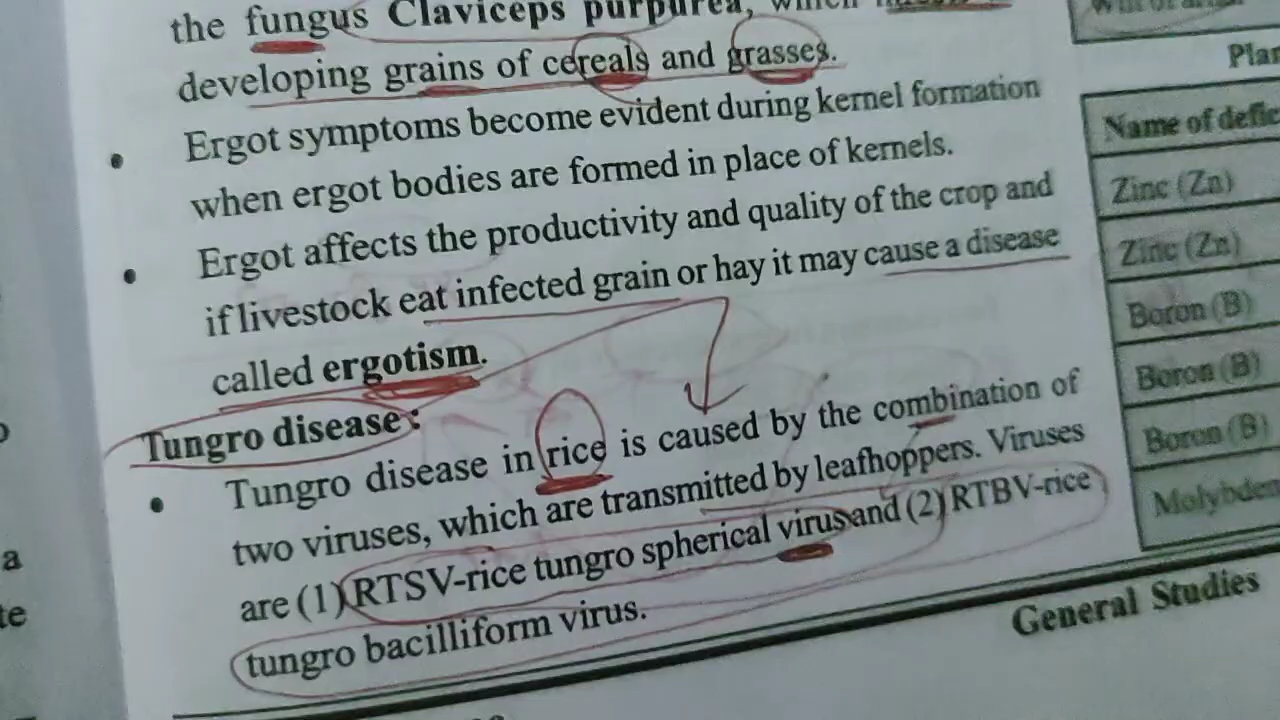 the fungus Claviceps purpurea, which
developing grains of cereals and grasses.
• Ergot symptoms become evident during kernel formation
when ergot bodies are formed in place of kernels.
• Ergot affects the productivity and quality of the crop and
if livestock eat infected grain or hay it may cause a disease
called ergotism.
Tungro disease:
• Tungro disease in rice is caused by the combination of
two viruses, which are transmitted by leafhoppers. Viruses
are (1) RTSV-rice tungro spherical virus and (2) RTBV-rice
tungro bacilliform virus.
Plan
Name of defic
Zinc (Zn)
Zinc (Zn)
Boron (B)
Boron (B)
Boron (B)
Molybden
General Studies
a
te